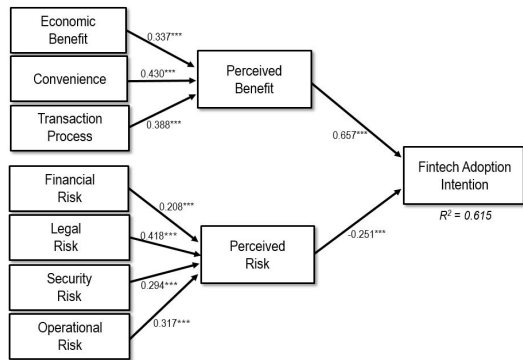 Economic
Benefit
0.337***
Convenience
0.430***
Perceived
Benefit
Transaction
Process
0.388***
0.657***
Financial
Risk
Fintech Adoption
Intention
0.208***
R² = 0.615
Legal
Risk
0.418***
Perceived
Risk
-0.251***
Security
Risk
0.294***
Operational
Risk
0.317***